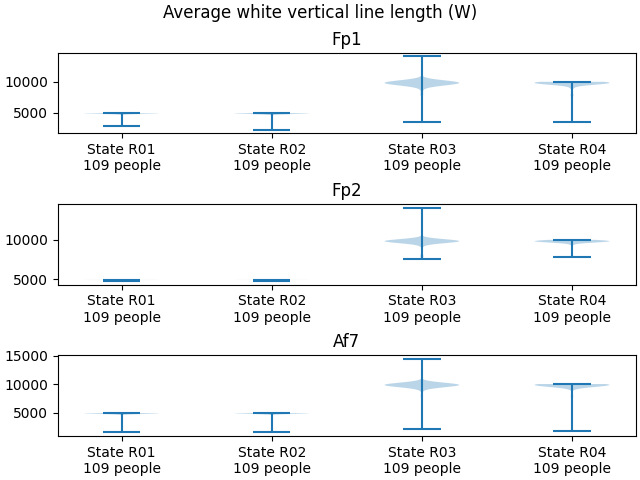 Average white vertical line length (W)
Fp1
10000
5000
State R01 State R02 State R03 State R04
109 people 109 people 109 people 109 people
Fp2
10000
5000
State R01 State R02 State R03 State R04
109 people 109 people 109 people 109 people
Af7
15000
10000
5000
State R01 State R02 State R03 State R04
109 people 109 people 109 people 109 people